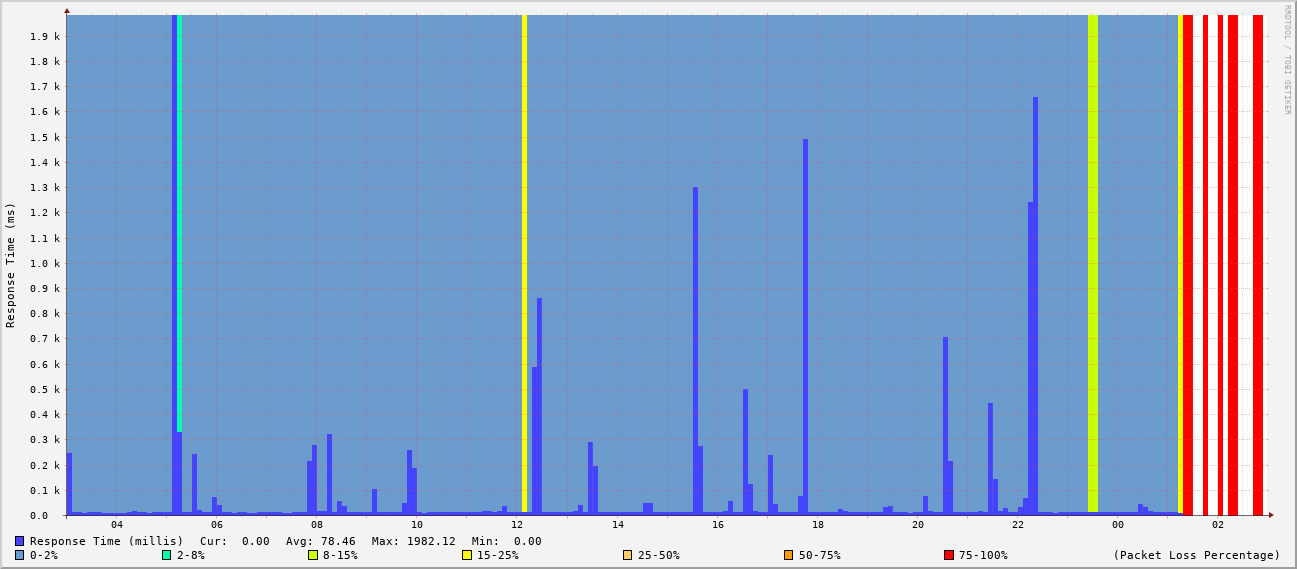 RRDTOOL / TOBI OETIKER
Response Time (ms)
1.9 k
1.8 k
1.7 k
1.6 k
1.5 k
1.4 k
1.3 k
1.2 k
1.1 k
1.0 k
0.9 k
0.8 k
0.7 k
0.6 k
0.5 k
0.4 k
0.3 k
0.2 k
0.1 k
0.0
04 06 08 10 12 14 16 18 20 22 00 02
Response Time (millis) Cur: 0.00 Avg: 78.46 Max: 1982.12 Min: 0.00
0-2% 2-8% 8-15% 15-25% 25-50% 50-75% 75-100% (Packet Loss Percentage)